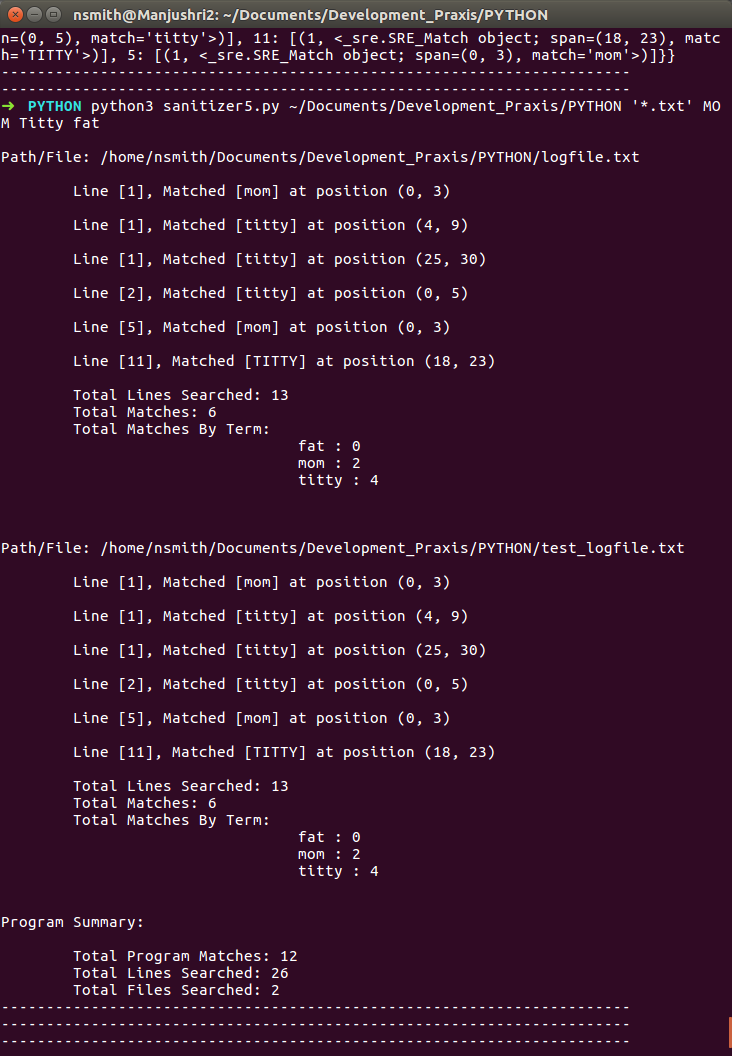 nsmith@Manjushri2: ~/Documents/Development_Praxis/PYTHON
n=(0, 5), match='titty'>)], 11: [(1, <_sre.SRE_Match object; span=(18, 23), matc
h='TITTY'>)], 5: [(1, <_sre.SRE_Match object; span=(0, 3), match='mom'>)]}}
----------------------------------------------------------------------
----------------------------------------------------------------------
➜  PYTHON python3 sanitizer5.py ~/Documents/Development_Praxis/PYTHON '*.txt' MO
M Titty fat
Path/File: /home/nsmith/Documents/Development_Praxis/PYTHON/logfile.txt
Line [1], Matched [mom] at position (0, 3)
Line [1], Matched [titty] at position (4, 9)
Line [1], Matched [titty] at position (25, 30)
Line [2], Matched [titty] at position (0, 5)
Line [5], Matched [mom] at position (0, 3)
Line [11], Matched [TITTY] at position (18, 23)
Total Lines Searched: 13
Total Matches: 6
Total Matches By Term:
fat : 0
mom : 2
titty : 4
Path/File: /home/nsmith/Documents/Development_Praxis/PYTHON/test_logfile.txt
Line [1], Matched [mom] at position (0, 3)
Line [1], Matched [titty] at position (4, 9)
Line [1], Matched [titty] at position (25, 30)
Line [2], Matched [titty] at position (0, 5)
Line [5], Matched [mom] at position (0, 3)
Line [11], Matched [TITTY] at position (18, 23)
Total Lines Searched: 13
Total Matches: 6
Total Matches By Term:
fat : 0
mom : 2
titty : 4
Program Summary:
Total Program Matches: 12
Total Lines Searched: 26
Total Files Searched: 2
----------------------------------------------------------------------
----------------------------------------------------------------------
----------------------------------------------------------------------